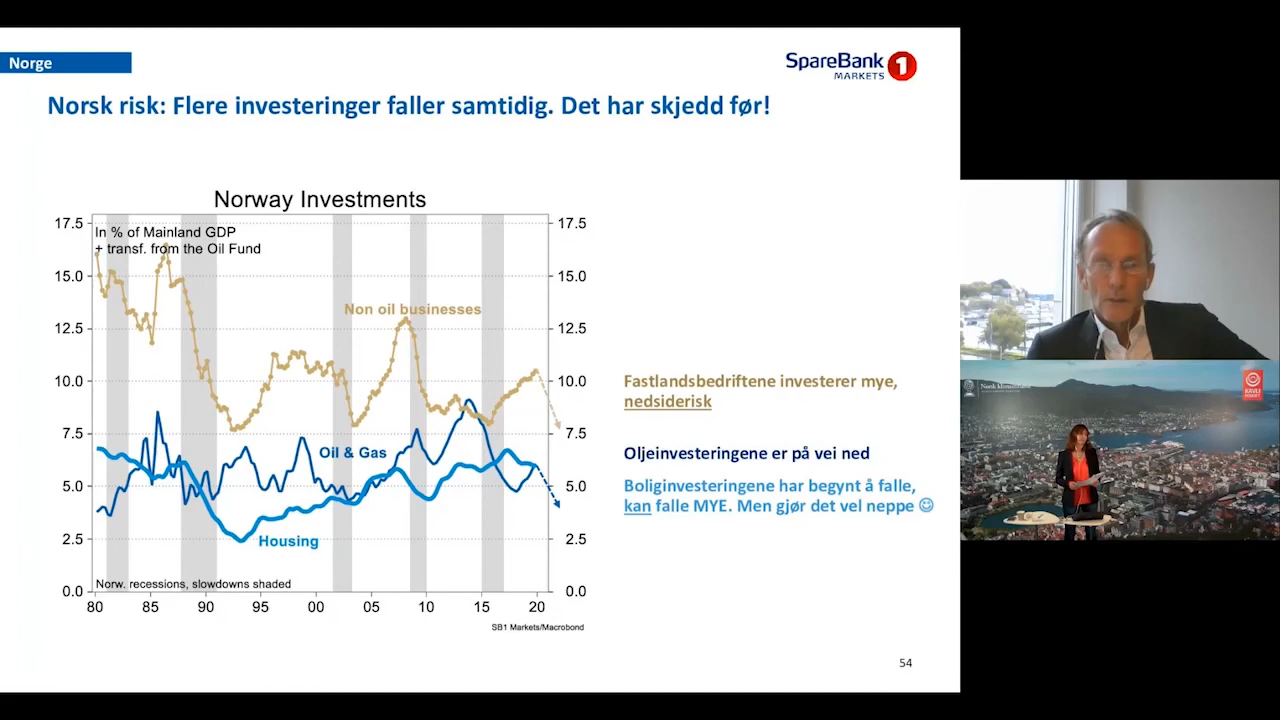 Norge
SpareBank
MARKETS
1
Norsk risk: Flere investeringer faller samtidig. Det har skjedd før!
Norway Investments
In % of Mainland GDP
+ transf. from the Oil Fund
17.5
15.0
12.5
10.0
7.5
5.0
2.5
0.0
17.5
15.0
12.5
10.0
7.5
5.0
2.5
0.0
Non oil businesses
Oil & Gas
Housing
Norw. recessions, slowdowns shaded
80 85 90 95 00 05 10 15 20
SB1 Markets/Macrobond
Fastlandsbedriftene investerer mye,
nedsiderisk
Oljeinvesteringene er på vei ned
Boliginvesteringene har begynt å falle,
kan falle MYE. Men gjør det vel neppe ☺
54